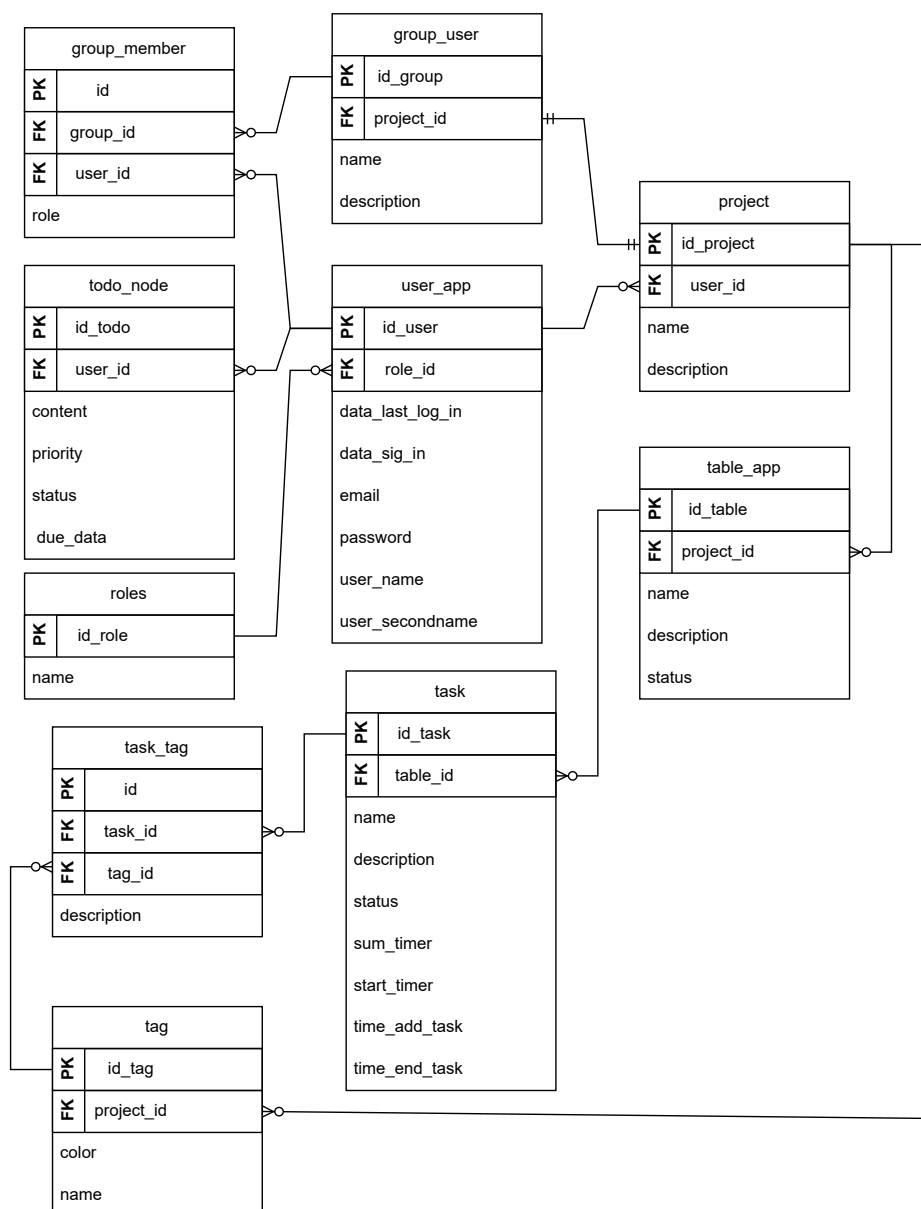 group_member
PK id
FK group_id
FK user_id
role
group_user
PK id_group
FK project_id
name
description
project
PK id_project
FK user_id
name
description
todo_node
PK id_todo
FK user_id
content
priority
status
due_data
user_app
PK id_user
FK role_id
data_last_log_in
data_sig_in
email
password
user_name
user_secondname
table_app
PK id_table
FK project_id
name
description
status
roles
PK id_role
name
task
PK id_task
FK table_id
name
description
status
sum_timer
start_timer
time_add_task
time_end_task
task_tag
PK id
FK task_id
FK tag_id
description
tag
PK id_tag
FK project_id
color
name